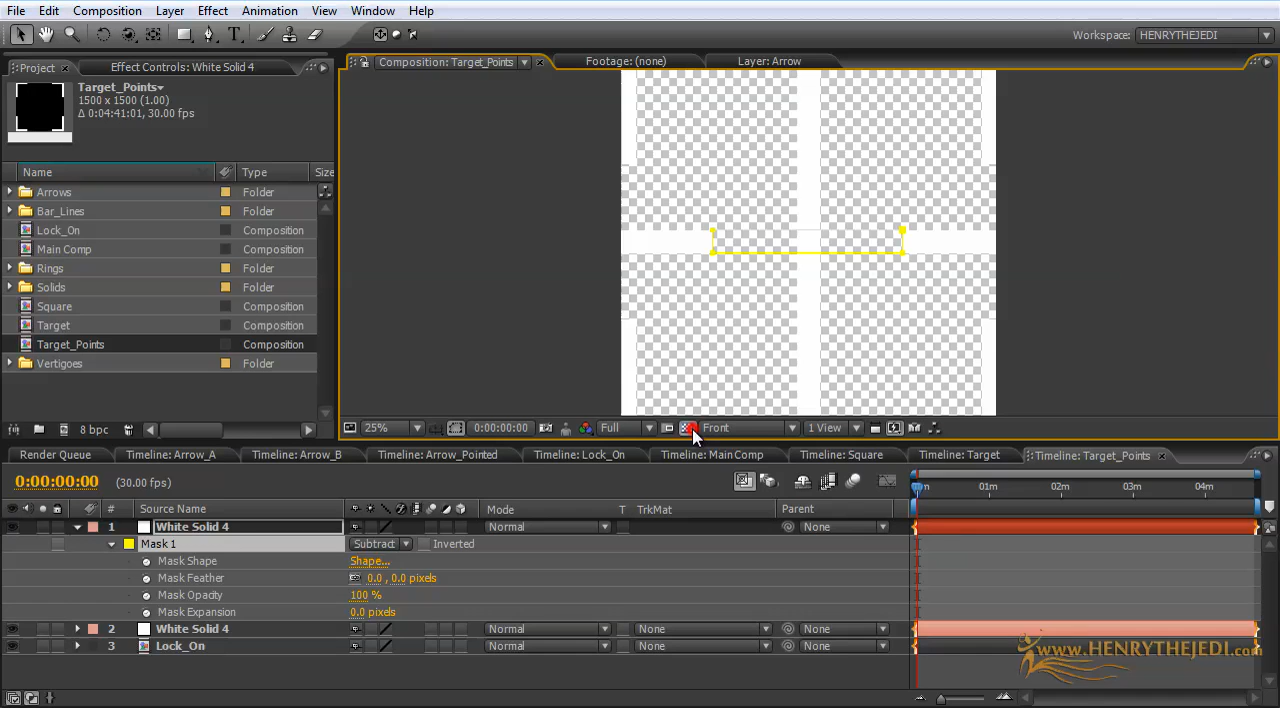 File Edit Composition Layer Effect Animation View Window Help
Workspace: HENRYTHEJEDI
Project Effect Controls: White Solid 4
Composition: Target_Points Footage: (none) Layer: Arrow
Target_Points
1500 x 1500 (1.00)
Δ 0:04:41:01, 30.00 fps
Name Type Size
Arrows Folder
Bar_Lines Folder
Lock_On Composition
Main Comp Composition
Rings Folder
Solids Folder
Square Composition
Target Composition
Target_Points Composition
Vertigoes Folder
8 bpc
25% 0:00:00:00 Full Front 1 View
Render Queue Timeline: Arrow_A Timeline: Arrow_B Timeline: Arrow_Pointed Timeline: Lock_On Timeline: Main Comp Timeline: Square Timeline: Target Timeline: Target_Points
0:00:00:00 (30.00 fps)
01m 02m 03m 04m
# Source Name Mode T TrkMat Parent
1 White Solid 4 Normal None
Mask 1 Subtract Inverted
Mask Shape Shape...
Mask Feather 0.0 , 0.0 pixels
Mask Opacity 100 %
Mask Expansion 0.0 pixels
2 White Solid 4 Normal None None
3 Lock_On Normal None None
www.HENRYTHEJEDI.com